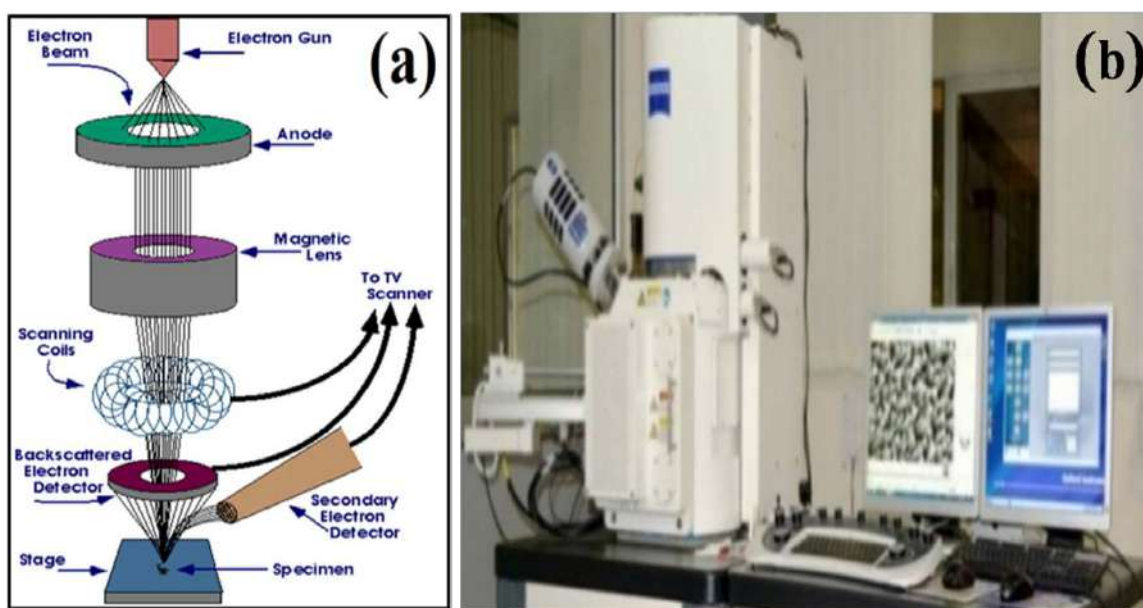 (a)
Electron
Beam
Electron Gun
Anode
Magnetic
Lens
To TV
Scanner
Scanning
Coils
Backscattered
Electron
Detector
Secondary
Electron
Detector
Stage
Specimen
(b)